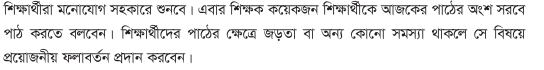 শিক্ষার্থীরা মনোযোগ সহকারে শুনবে। এবার শিক্ষক কয়েকজন শিক্ষার্থীকে আজকের পাঠের অংশ সরবে
পাঠ করতে বলবেন। শিক্ষার্থীদের পাঠের ক্ষেত্রে জড়তা বা অন্য কোনো সমস্যা থাকলে সে বিষয়ে
প্রয়োজনীয় ফলাবর্তন প্রদান করবেন।